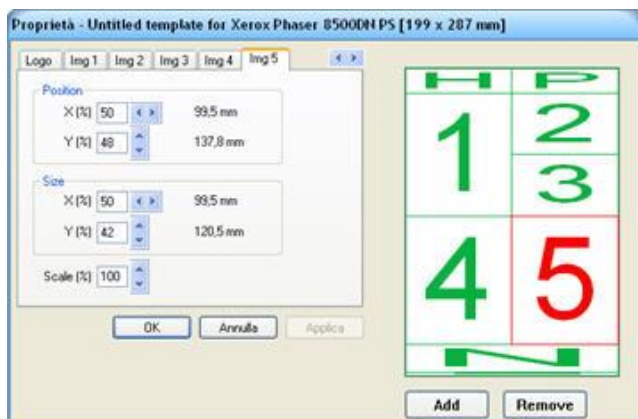 Proprietà - Untitled template for Xerox Phaser 8500DN PS [199 x 287 mm]
Logo Img 1 Img 2 Img 3 Img 4 Img 5
Position
X (%) 50 99,5 mm
Y (%) 48 137,8 mm
Size
X (%) 50 99,5 mm
Y (%) 42 120,5 mm
Scale (%) 100
OK Annulla Applica
H P
1 2
3
4 5
N
Add Remove